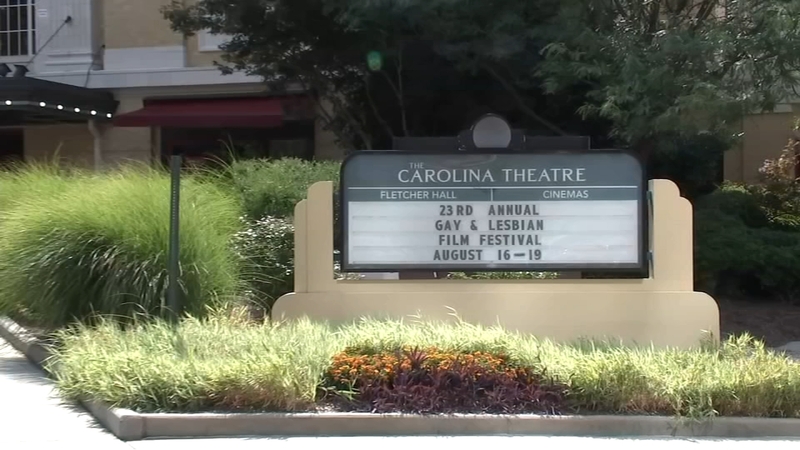 THE
CAROLINA THEATRE
FLETCHER HALL CINEMAS
23RD ANNUAL
GAY & LESBIAN
FILM FESTIVAL
AUGUST 16-19